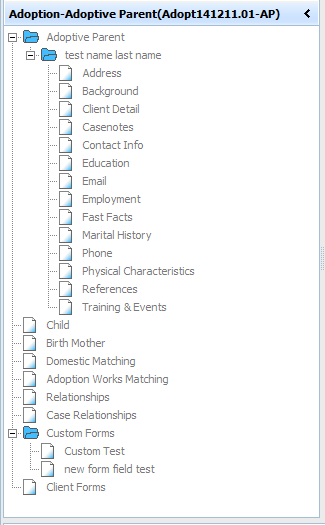 Adoption-Adoptive Parent(Adopt141211.01-AP)
Adoptive Parent
test name last name
Address
Background
Client Detail
Casenotes
Contact Info
Education
Email
Employment
Fast Facts
Marital History
Phone
Physical Characteristics
References
Training & Events
Child
Birth Mother
Domestic Matching
Adoption Works Matching
Relationships
Case Relationships
Custom Forms
Custom Test
new form field test
Client Forms